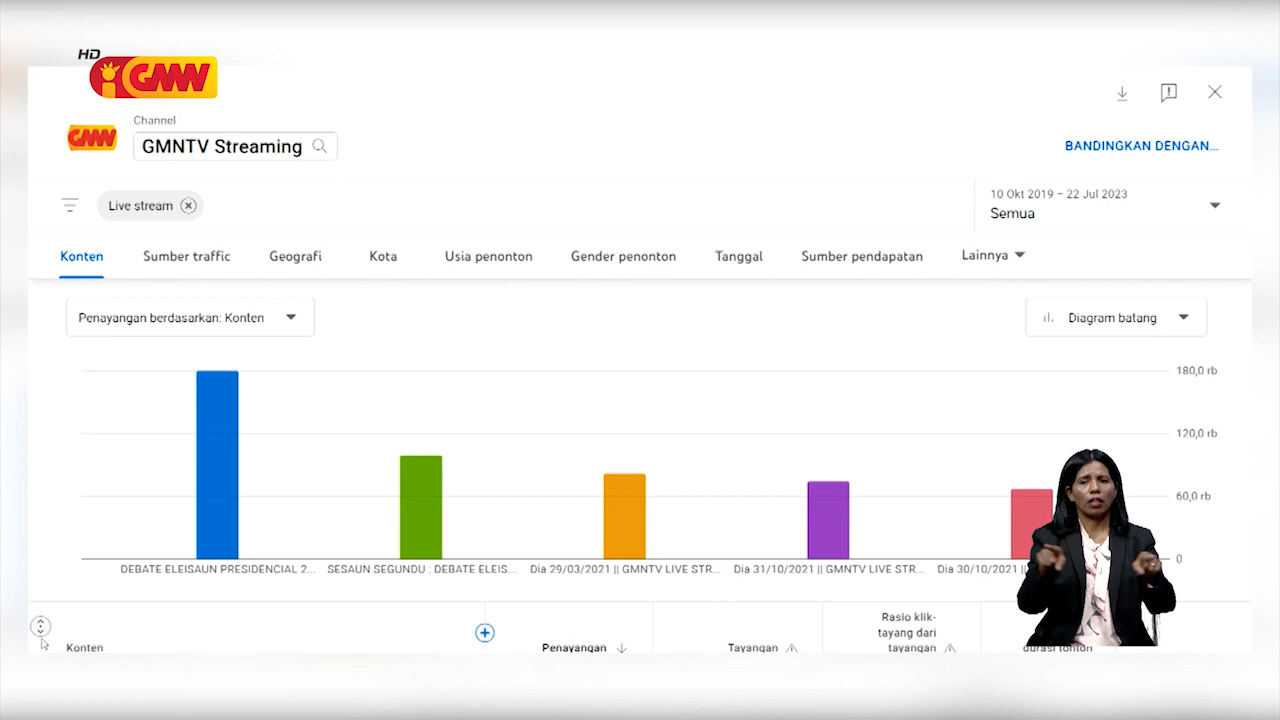 HD
iGMN
Channel
GMN
GMNTV Streaming
BANDINGKAN DENGAN...
Live stream
10 Okt 2019 – 22 Jul 2023
Semua
Konten Sumber traffic Geografi Kota Usia penonton Gender penonton Tanggal Sumber pendapatan Lainnya
Penayangan berdasarkan: Konten
Diagram batang
180,0 rb
120,0 rb
60,0 rb
0
DEBATE ELEISAUN PRESIDENCIAL 2... SESAUN SEGUNDU : DEBATE ELEIS... Dia 29/03/2021 || GMNTV LIVE STR... Dia 31/10/2021 || GMNTV LIVE STR... Dia 30/10/2021 ||
Konten
Penayangan
Tayangan
Rasio klik-
tayang dari
tayangan
durasi tonton